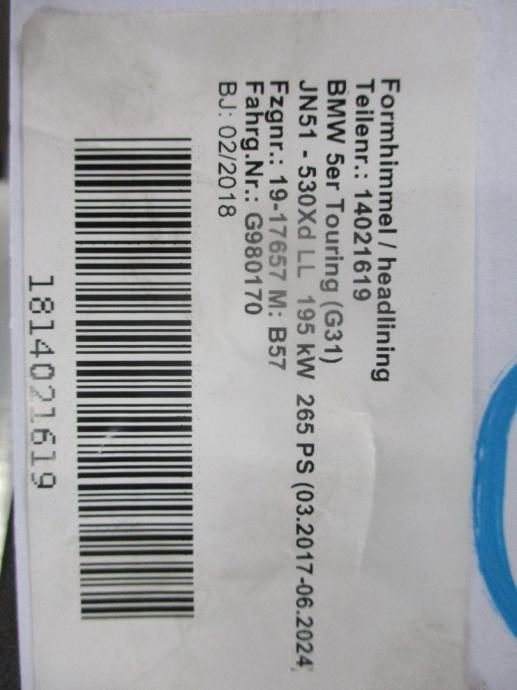 Formhimmel / headlining
Teilenr.: 14021619
BMW 5er Touring (G31)
JN51 - 530Xd LL 195 kW 265 PS (03.2017-06.2024)
Fzgnr.: 19-17657 M: B57
Fahrg.Nr.: G980170
BJ: 02/2018
1814021619